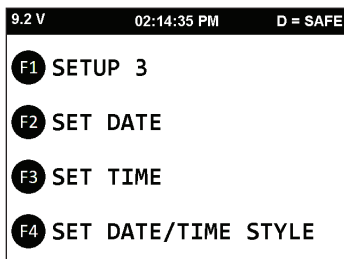 9.2 V 02:14:35 PM D = SAFE
F1 SETUP 3
F2 SET DATE
F3 SET TIME
F4 SET DATE/TIME STYLE